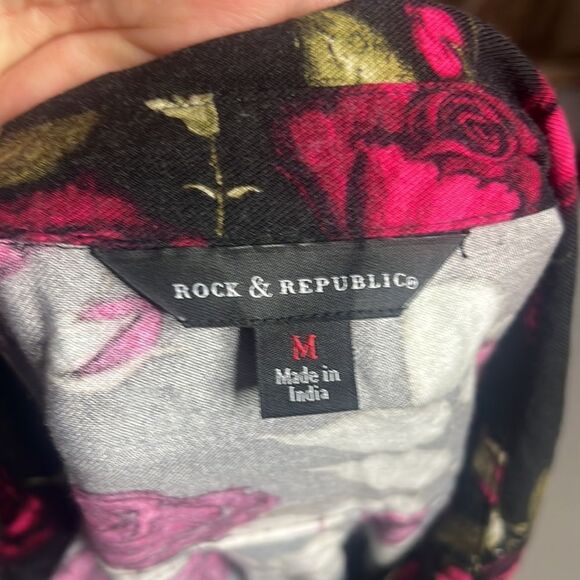 ROCK & REPUBLIC®
M
Made in
India